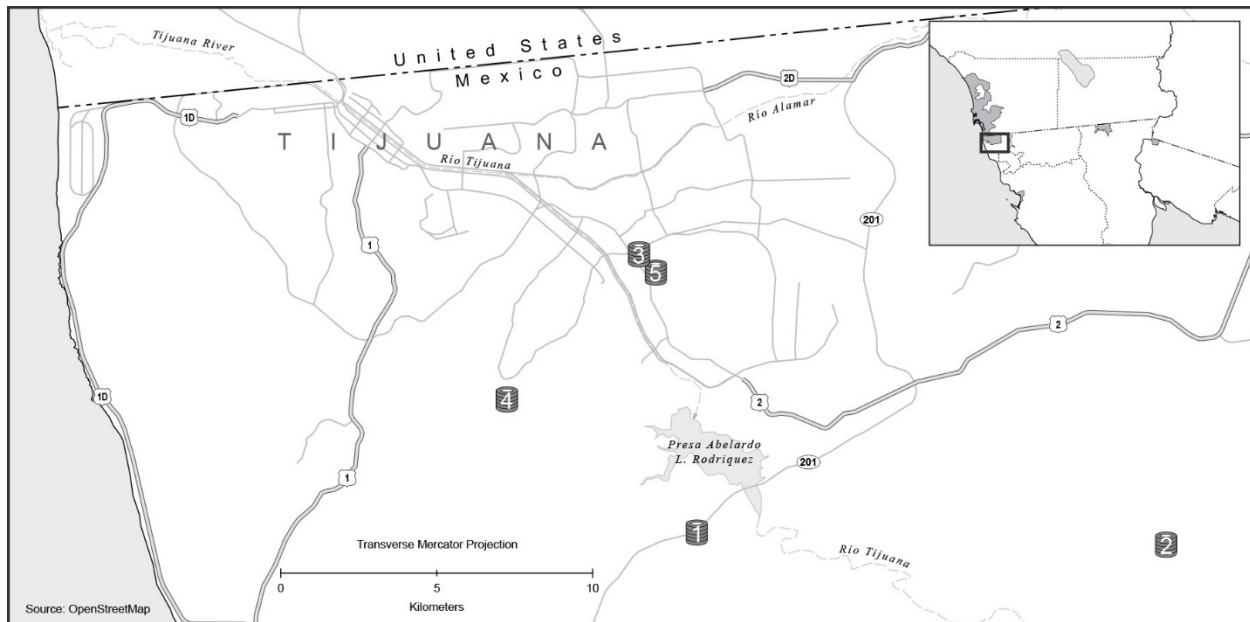 Tijuana River
United States
Mexico
2D
1D
Rio Alamar
TIJUANA
Rio Tijuana
201
1
3
5
2
1D
4
2
Presa Abelardo
L. Rodriquez
201
1
1
2
Transverse Mercator Projection
Rio Tijuana
0 5 10
Kilometers
Source: OpenStreetMap